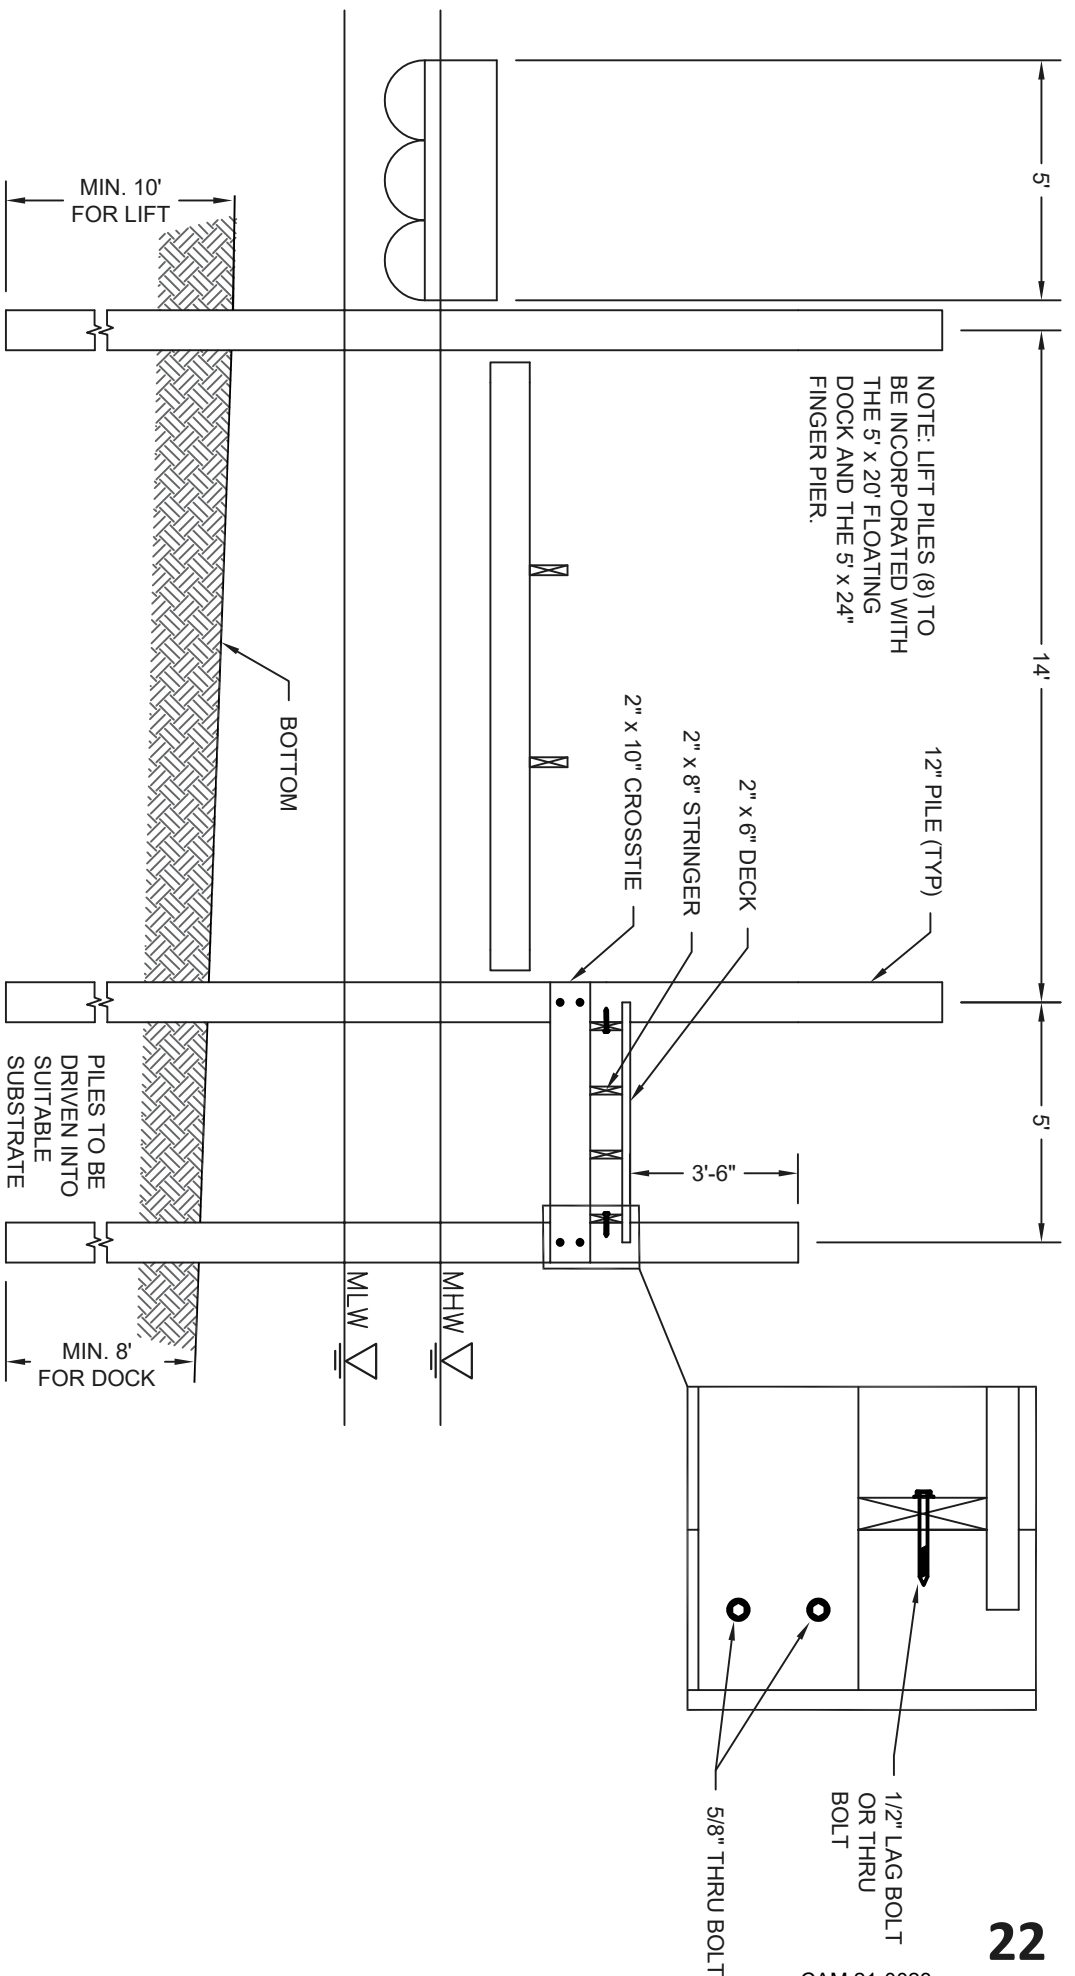 5'
14'
5'
NOTE: LIFT PILES (8) TO
BE INCORPORATED WITH
THE 5' x 20' FLOATING
DOCK AND THE 5' x 24"
FINGER PIER.
12" PILE (TYP)
2" x 6" DECK
2" x 8" STRINGER
2" x 10" CROSSTIE
3'-6"
1/2" LAG BOLT
OR THRU
BOLT
5/8" THRU BOLT
MHW
MLW
BOTTOM
MIN. 10'
FOR LIFT
PILES TO BE
DRIVEN INTO
SUITABLE
SUBSTRATE
MIN. 8'
FOR DOCK
22